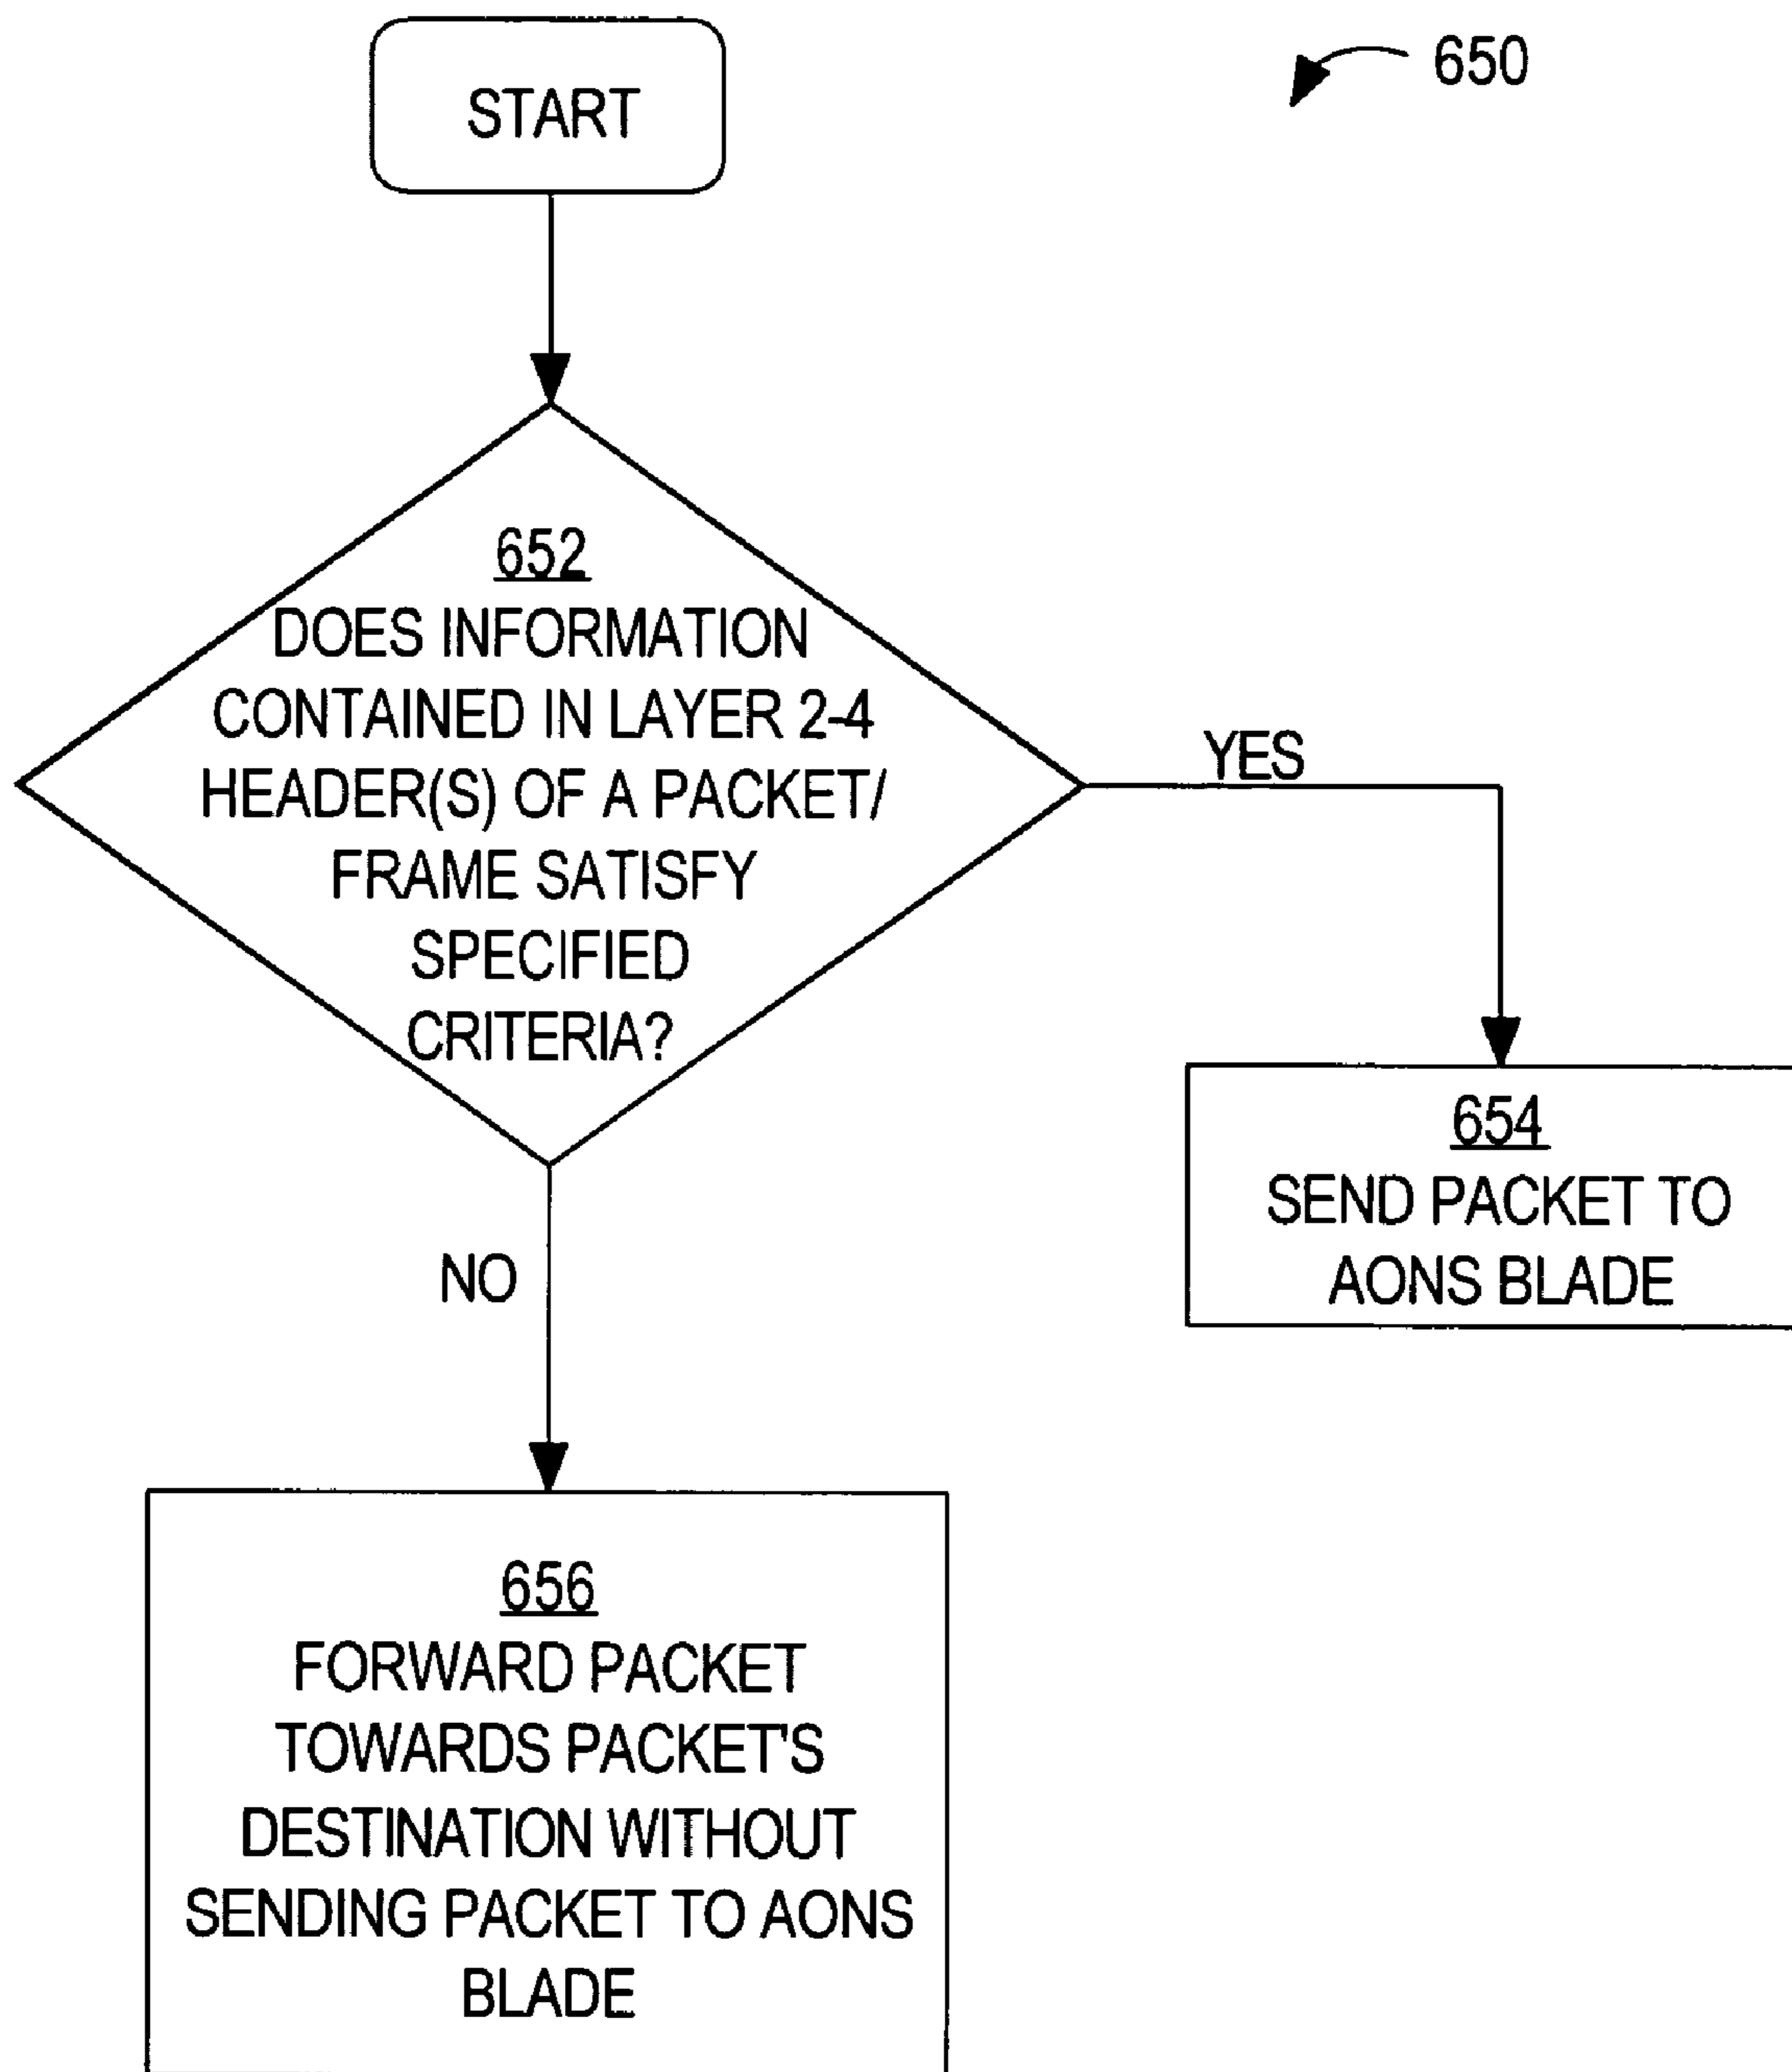 START
650
652
DOES INFORMATION
CONTAINED IN LAYER 2-4
HEADER(S) OF A PACKET/
FRAME SATISFY
SPECIFIED
CRITERIA?
YES
654
SEND PACKET TO
AONS BLADE
NO
656
FORWARD PACKET
TOWARDS PACKET'S
DESTINATION WITHOUT
SENDING PACKET TO AONS
BLADE